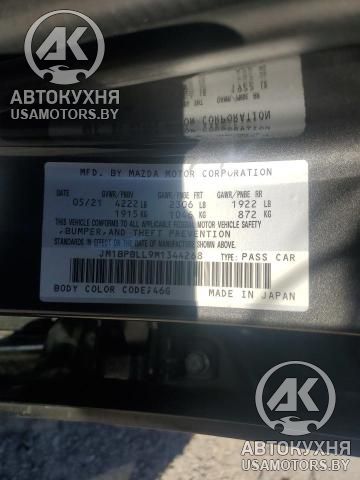 АК
АВТОКУХНЯ
USAMOTORS.BY
MFD. BY MAZDA MOTOR CORPORATION
DATE GVWR/PNBV GAWR/PNBE FRT GAWR/PNBE RR
05/21 4222 LB 2306 LB 1922 LB
1915 KG 1046 KG 872 KG
THIS VEHICLE CONFORMS TO ALL APPLICABLE FEDERAL MOTOR VEHICLE SAFETY
,BUMPER,AND THEFT PREVENTION
STANDARDS IN EFFECT ON THE DATE OF MANUFACTURE SHOWN ABOVE.
JM1BPBLL9M1344268 TYPE: PASS CAR
BODY COLOR CODE:46G MADE IN JAPAN
АК
АВТОКУХНЯ
USAMOTORS.BY